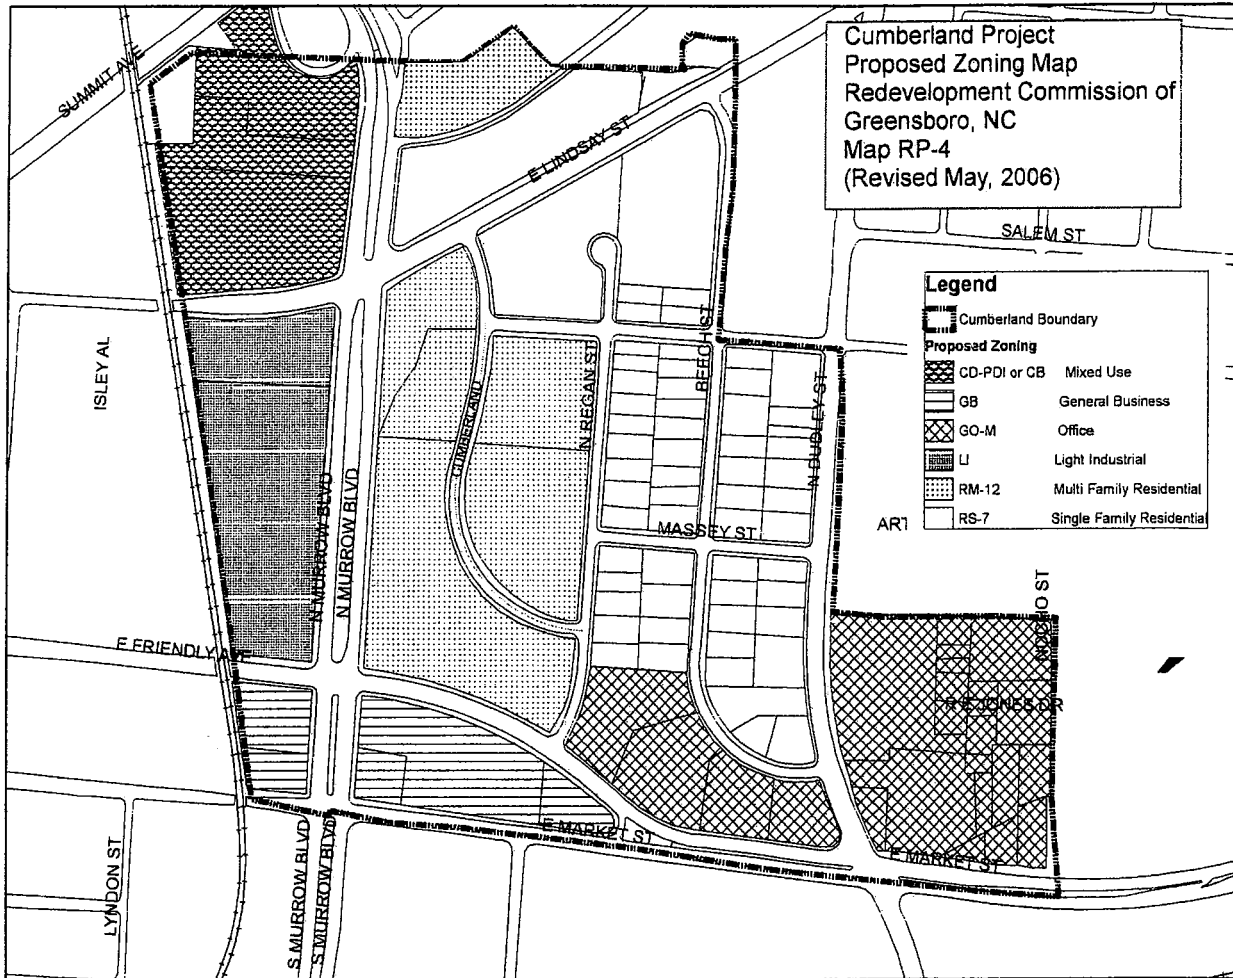 Cumberland Project
Proposed Zoning Map
Redevelopment Commission of
Greensboro, NC
Map RP-4
(Revised May, 2006)
SUMMIT AVE
E LINDSAY ST
SALEM ST
Legend
Cumberland Boundary
Proposed Zoning
CD-PDI or CB Mixed Use
GB General Business
GO-M Office
LI Light Industrial
RM-12 Multi Family Residential
RS-7 Single Family Residential
ISLEY AL
CUMBERLAND
N REGAN ST
BEECH ST
N DUDLEY ST
N MURROW BLVD
N MURROW BLVD
MASSEY ST
ART
NOCHO ST
E FRIENDLY AVE
JONES DR
E MARKET ST
E MARKET ST
LYNDON ST
S MURROW BLVD
S MURROW BLVD